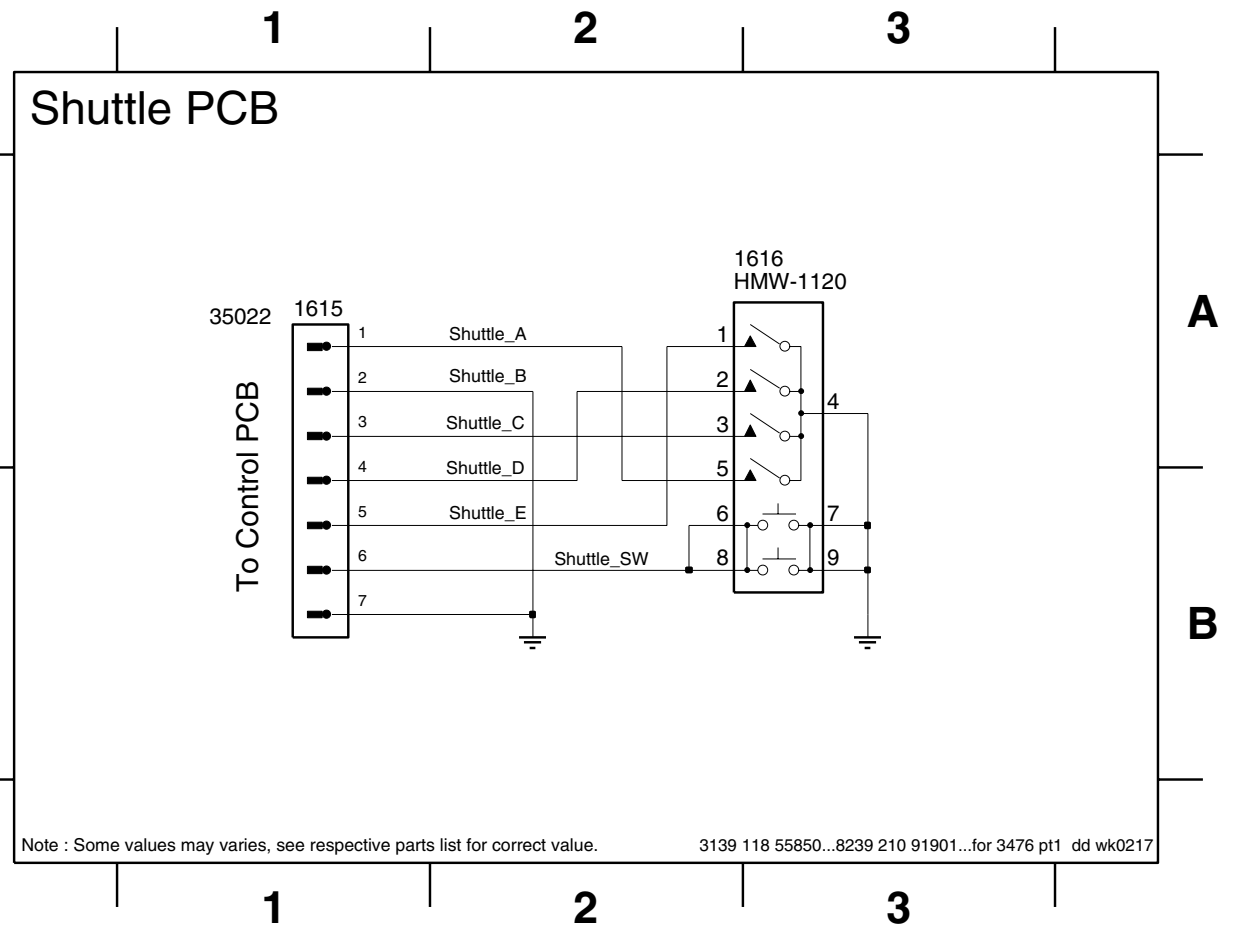 1
2
3
Shuttle PCB
1616
HMW-1120
A
35022
1615
1
Shuttle_A
1
2
Shuttle_B
2
4
3
Shuttle_C
3
To Control PCB
4
Shuttle_D
5
5
Shuttle_E
6
7
6
Shuttle_SW
8
9
7
B
Note : Some values may varies, see respective parts list for correct value.
3139 118 55850...8239 210 91901...for 3476 pt1 dd wk0217
1
2
3